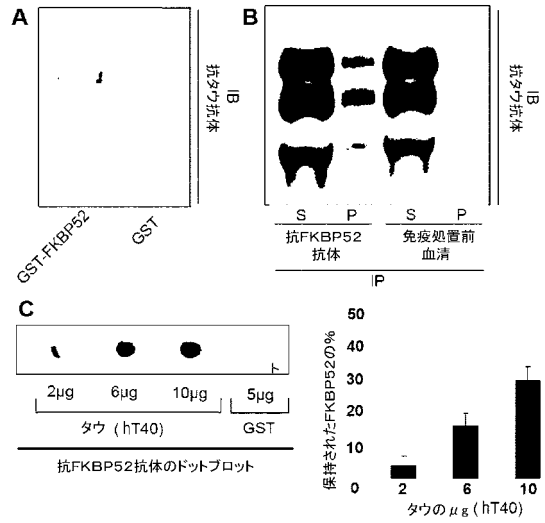 A
IB
抗タウ抗体
GST-FKBP52
GST
B
IB
抗タウ抗体
S P S P
抗FKBP52
抗体
免疫処置前
血清
IP
C
2μg 6μg 10μg 5μg
タウ (hT40) GST
抗FKBP52抗体のドットブロット
保持されたFKBP52の%
50
40
30
20
10
0
2 6 10
タウのμg (hT40)